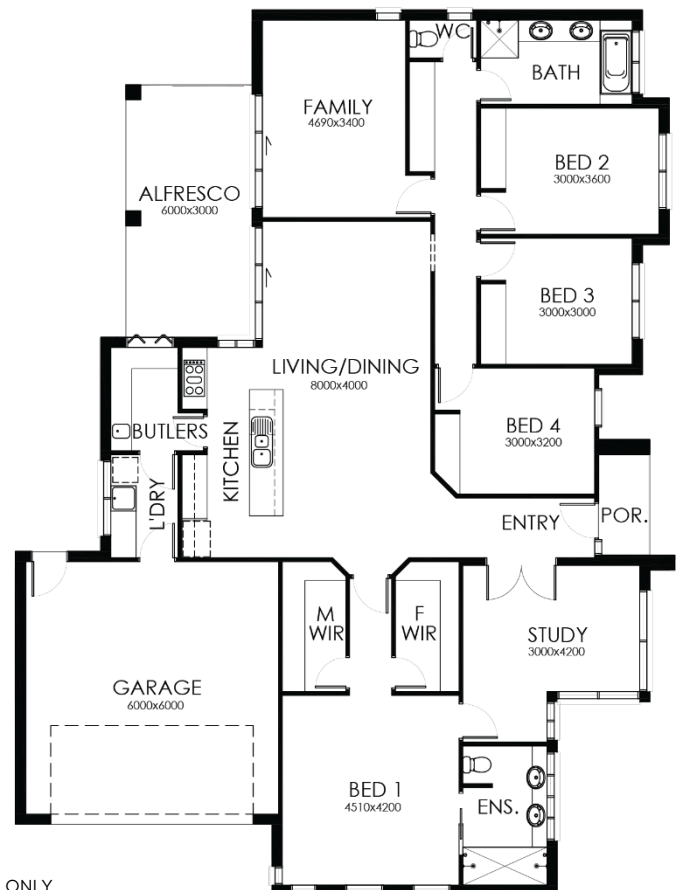 WC
BATH
FAMILY
4690x3400
BED 2
3000x3600
ALFRESCO
6000x3000
BED 3
3000x3000
LIVING/DINING
8000x4000
BED 4
3000x3200
BUTLERS
KITCHEN
L'DRY
ENTRY
POR.
M
WIR
F
WIR
STUDY
3000x4200
GARAGE
6000x6000
BED 1
4510x4200
ENS.
ONLY